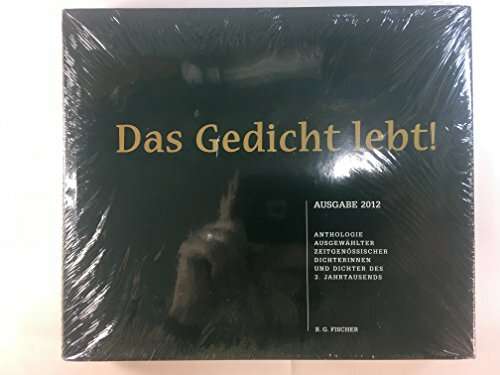 Das Gedicht lebt!
AUSGABE 2012
ANTHOLOGIE
AUSGEWÄHLTER
ZEITGENÖSSISCHER
DICHTERINNEN
UND DICHTER DES
3. JAHRTAUSENDS
R. G. FISCHER